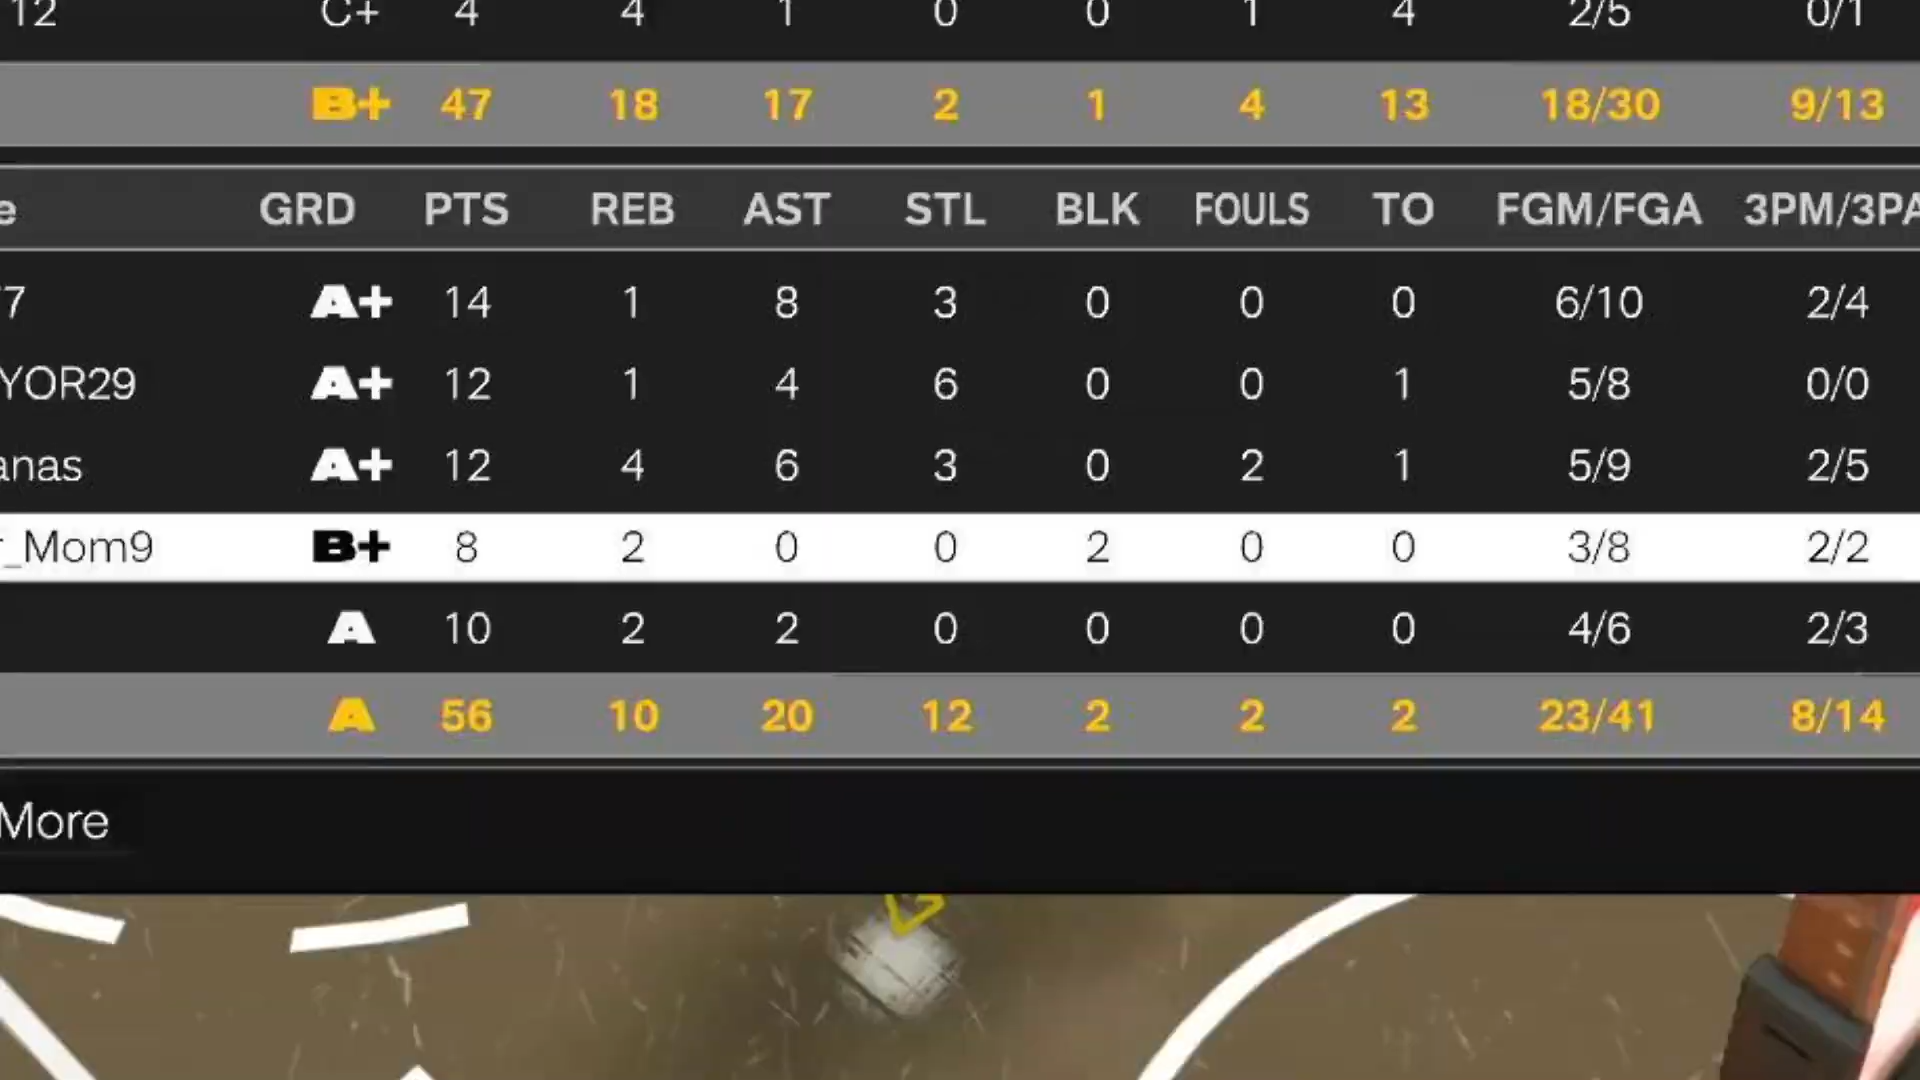 12 C+ 4 4 1 0 0 1 4 2/5 0/1
B+ 47 18 17 2 1 4 13 18/30 9/13
e GRD PTS REB AST STL BLK FOULS TO FGM/FGA 3PM/3PA
7 A+ 14 1 8 3 0 0 0 6/10 2/4
YOR29 A+ 12 1 4 6 0 0 1 5/8 0/0
anas A+ 12 4 6 3 0 2 1 5/9 2/5
r_Mom9 B+ 8 2 0 0 2 0 0 3/8 2/2
A 10 2 2 0 0 0 0 4/6 2/3
A 56 10 20 12 2 2 2 23/41 8/14
More